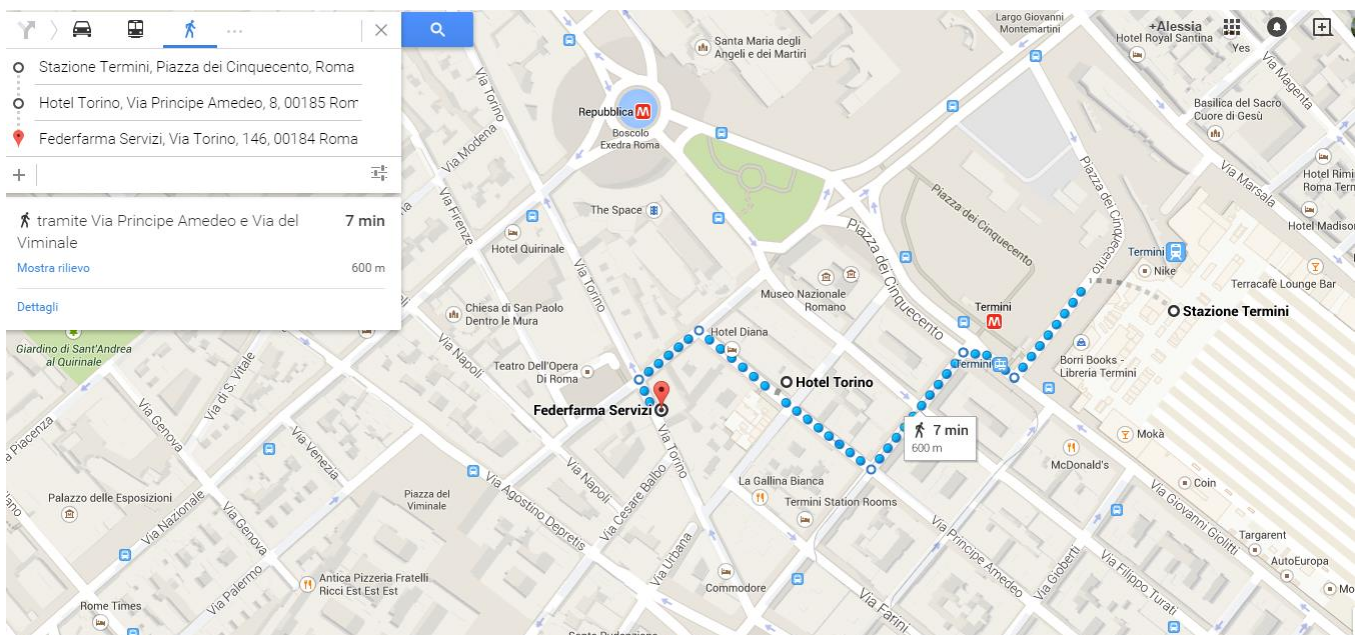 Stazione Termini, Piazza dei Cinquecento, Roma
Hotel Torino, Via Principe Amedeo, 8, 00185 Rom
Federfarma Servizi, Via Torino, 146, 00184 Roma
tramite Via Principe Amedeo e Via del
Viminale
7 min
Mostra rilievo
600 m
Dettagli
Largo Giovanni
Montemartini
+Alessia
Hotel Royal Santina
Yes
Via Magenta
Santa Maria degli
Angeli e dei Martiri
Via Torino
Repubblica
Boscolo
Exedra Roma
Via Modena
Basilica del Sacro
Cuore di Gesù
Via Marsala
Hotel Rimi
Roma Tern
Piazza dei Cinquecento
Piazza dei Cinquecento
The Space
Via Firenze
Hotel Quirinale
Hotel Madiso
Piazza dei Cinquecento
Termini
Nike
Terracafè Lounge Bar
Via Torino
Museo Nazionale
Romano
Termini
Stazione Termini
Chiesa di San Paolo
Dentro le Mura
Hotel Diana
Giardino di Sant'Andrea
al Quirinale
Via Napoli
Teatro Dell'Opera
Di Roma
Termini
Borri Books -
Libreria Termini
Hotel Torino
Via di S. Vitale
Federfarma Servizi
7 min
600 m
Via Genova
Piacenza
Via Torino
Mokà
McDonald's
Via Venezia
Via Napoli
Via Cesare Balbo
La Gallina Bianca
Coin
Palazzo delle Esposizioni
Piazza del
Viminale
Termini Station Rooms
Via Nazionale
Via Genova
Via Agostino Depretis
Via Principe Amedeo
Via Giovanni Giolitti
Targarent
AutoEuropa
Via Urbana
Via Gioberti
Via Filippo Turati
Antica Pizzeria Fratelli
Ricci Est Est Est
Commodore
Mo
Via Palermo
Rome Times
Via Farini